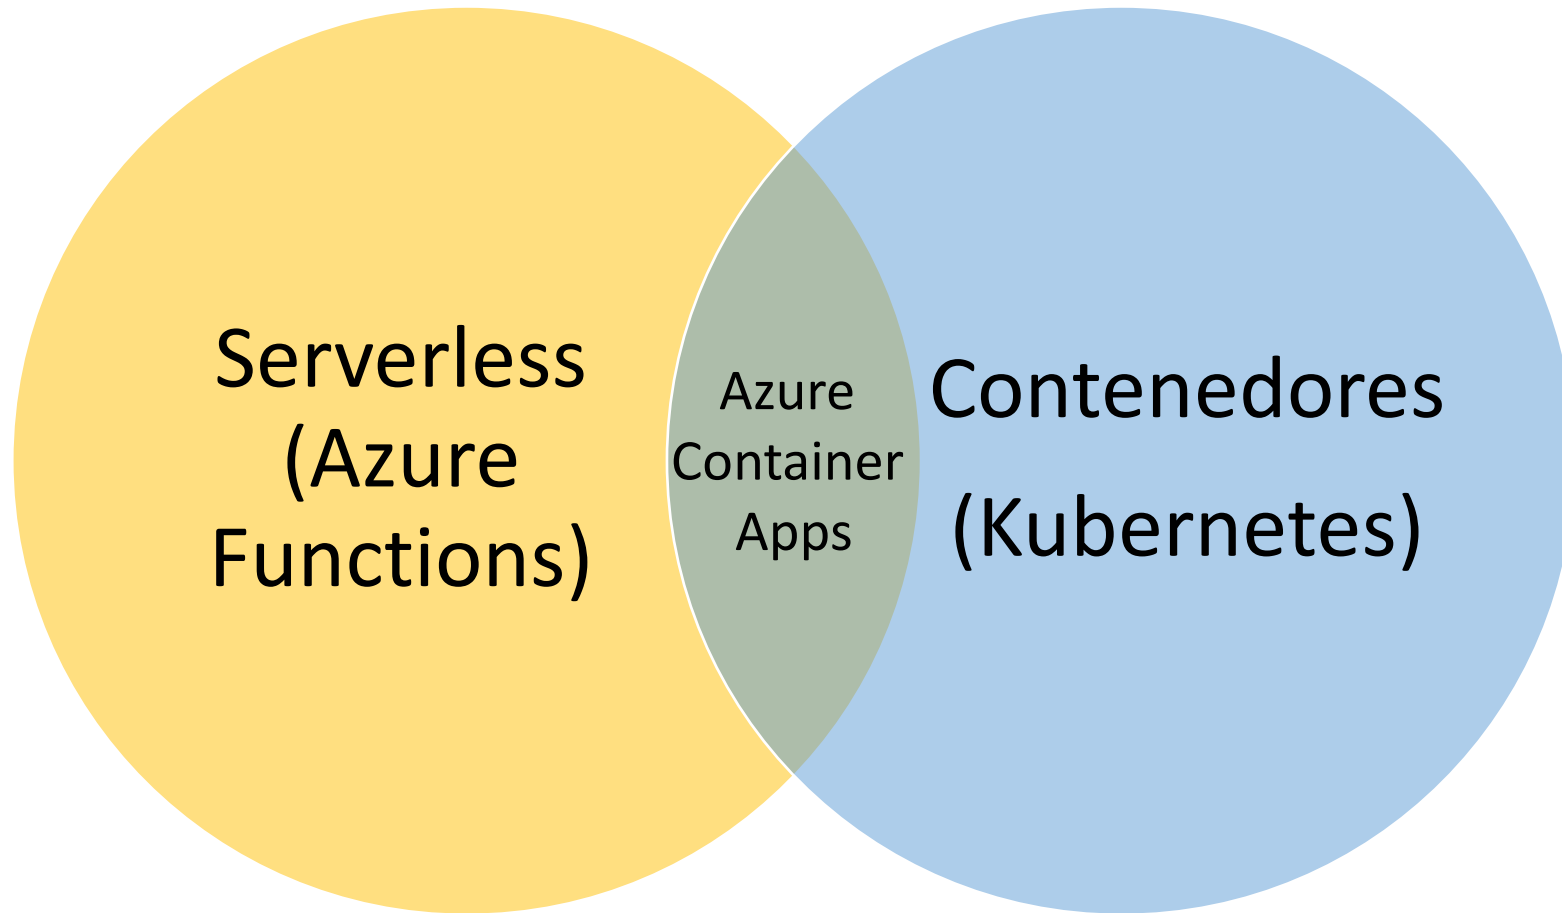 Serverless
(Azure
Functions)
Azure
Container
Apps
Contenedores
(Kubernetes)